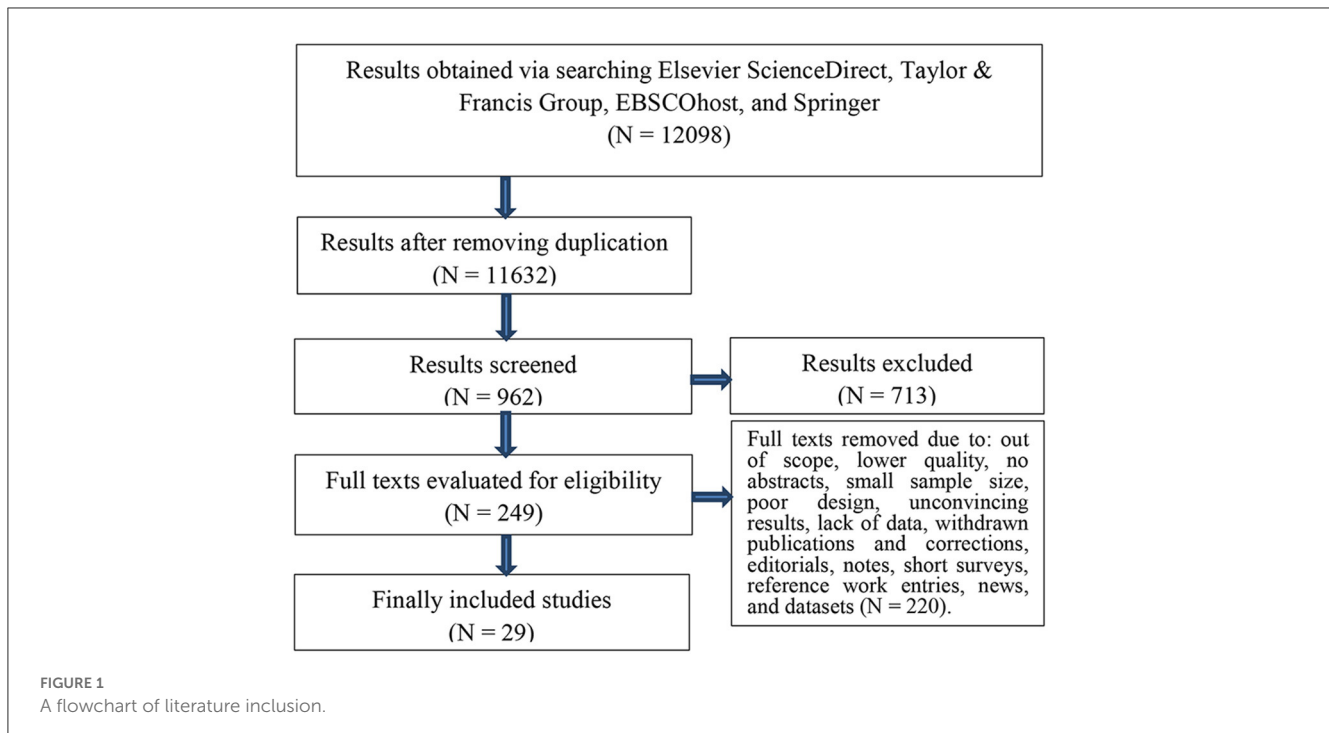 Results obtained via searching Elsevier ScienceDirect, Taylor &
Francis Group, EBSCOhost, and Springer
(N = 12098)
Results after removing duplication
(N = 11632)
Results screened
(N = 962)
Results excluded
(N = 713)
Full texts evaluated for eligibility
(N = 249)
Full texts removed due to: out
of scope, lower quality, no
abstracts, small sample size,
poor design, unconvincing
results, lack of data, withdrawn
publications and corrections,
editorials, notes, short surveys,
reference work entries, news,
and datasets (N = 220).
Finally included studies
(N = 29)
FIGURE 1
A flowchart of literature inclusion.